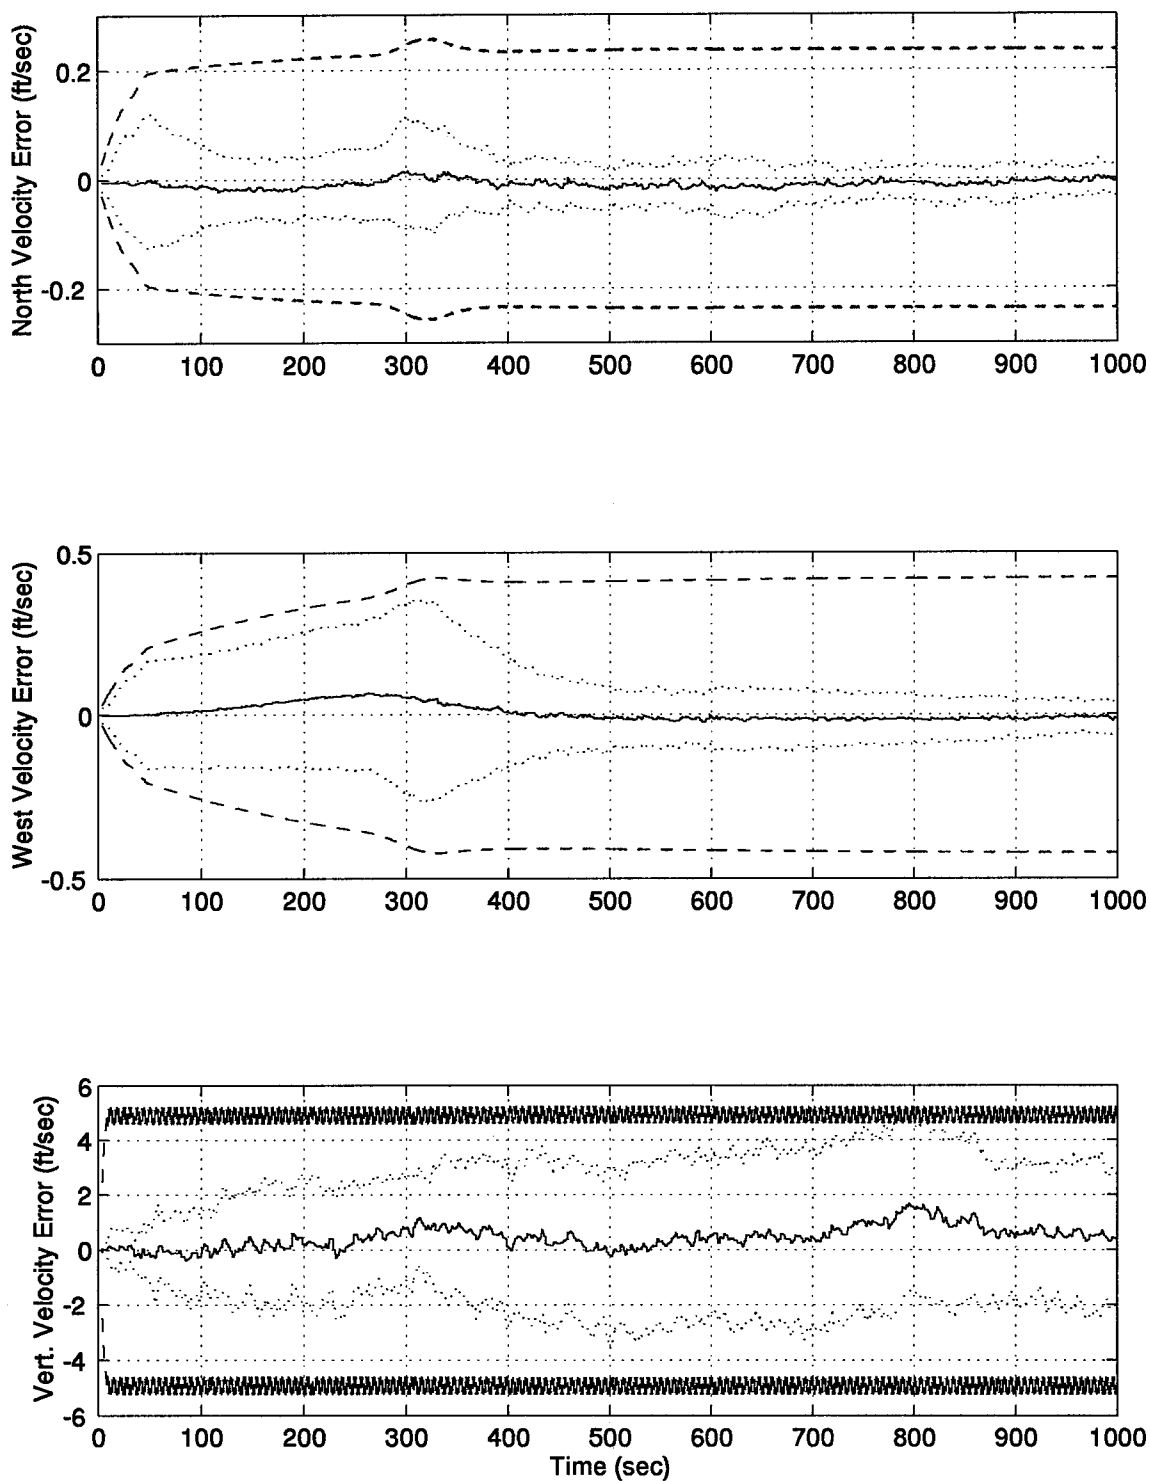 North Velocity Error (ft/sec)
0.2
0
-0.2
0 100 200 300 400 500 600 700 800 900 1000
West Velocity Error (ft/sec)
0.5
0
-0.5
0 100 200 300 400 500 600 700 800 900 1000
Vert. Velocity Error (ft/sec)
6
4
2
0
-2
-4
-6
0 100 200 300 400 500 600 700 800 900 1000
Time (sec)